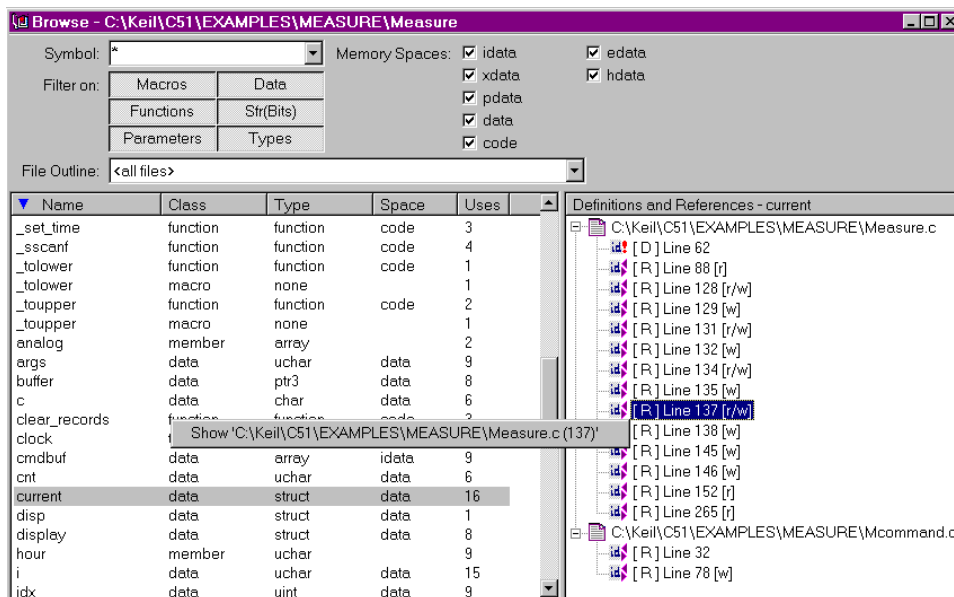 Browse - C:\Keil\C51\EXAMPLES\MEASURE\Measure
Symbol: * Memory Spaces: idata edata
xdata hdata
pdata
data
code
Filter on: Macros Data
Functions Sfr(Bits)
Parameters Types
File Outline: <all files>
Name Class Type Space Uses
_set_time function function code 3
_sscanf function function code 4
_tolower function function code 1
_tolower macro none 1
_toupper function function code 2
_toupper macro none 1
analog member array 2
args data uchar data 9
buffer data ptr3 data 8
c data char data 6
clear_records
clock
Show 'C:\Keil\C51\EXAMPLES\MEASURE\Measure.c (137)'
cmdbuf data array idata 9
cnt data uchar data 6
current data struct data 16
disp data struct data 1
display data struct data 8
hour member uchar 9
i data uchar data 15
idx data uint data 9
Definitions and References - current
C:\Keil\C51\EXAMPLES\MEASURE\Measure.c
[ D ] Line 62
[ R ] Line 88 [r]
[ R ] Line 128 [r/w]
[ R ] Line 129 [w]
[ R ] Line 131 [r/w]
[ R ] Line 132 [w]
[ R ] Line 134 [r/w]
[ R ] Line 135 [w]
[ R ] Line 137 [r/w]
[ R ] Line 138 [w]
[ R ] Line 145 [w]
[ R ] Line 146 [w]
[ R ] Line 152 [r]
[ R ] Line 265 [r]
C:\Keil\C51\EXAMPLES\MEASURE\Mcommand.c
[ R ] Line 32
[ R ] Line 78 [w]